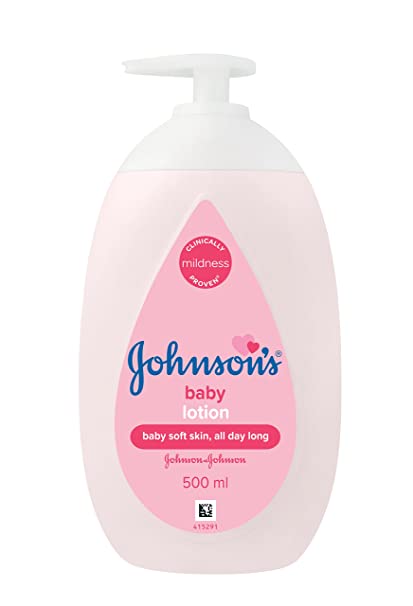 CLINICALLY
mildness
PROVEN*
Johnson's®
baby
lotion
baby soft skin, all day long
Johnson & Johnson
500 ml
415291